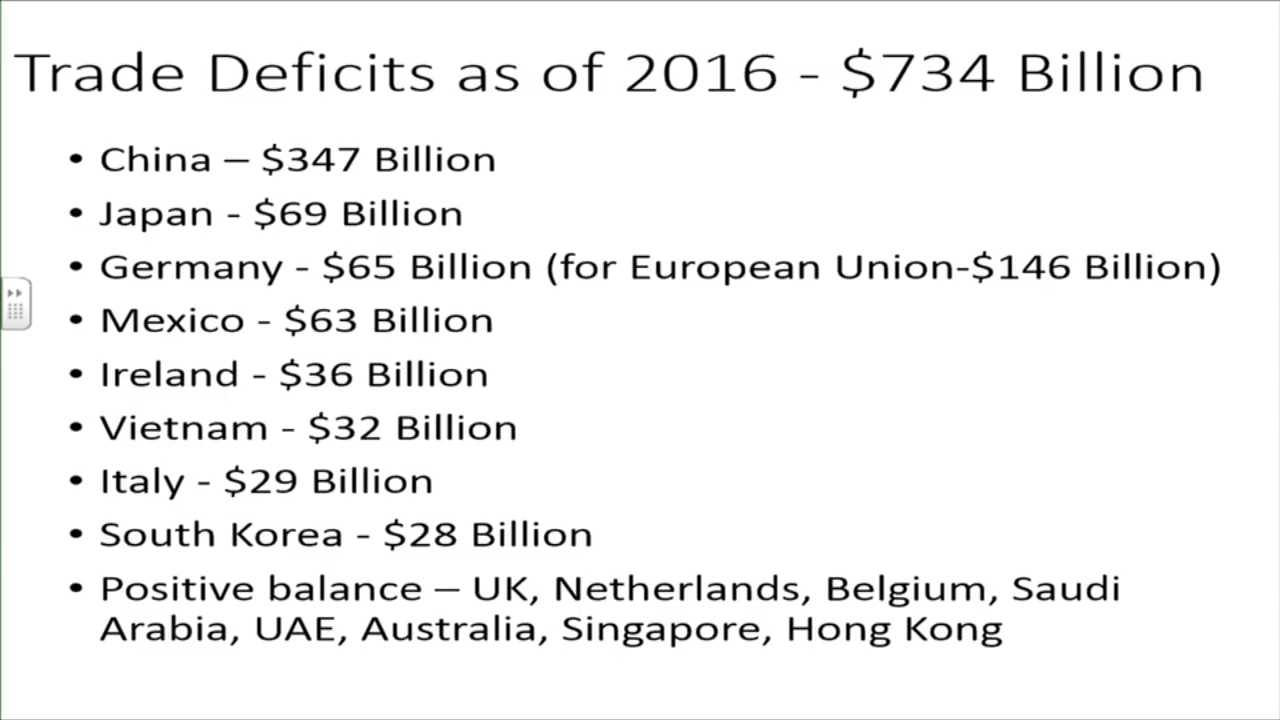 Trade Deficits as of 2016 - $734 Billion
• China – $347 Billion
• Japan - $69 Billion
• Germany - $65 Billion (for European Union-$146 Billion)
• Mexico - $63 Billion
• Ireland - $36 Billion
• Vietnam - $32 Billion
• Italy - $29 Billion
• South Korea - $28 Billion
• Positive balance – UK, Netherlands, Belgium, Saudi
Arabia, UAE, Australia, Singapore, Hong Kong